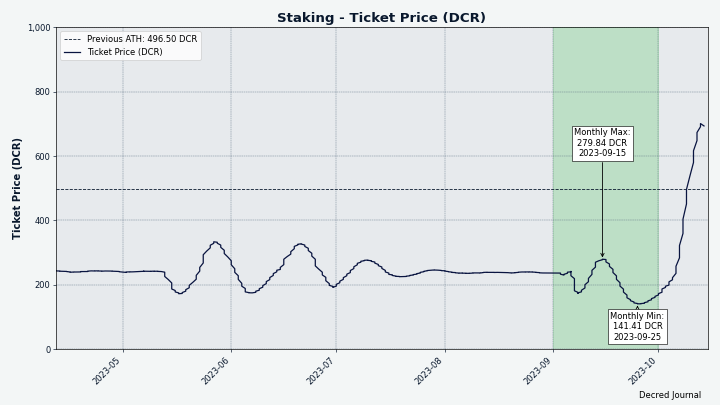 Staking - Ticket Price (DCR)
Previous ATH: 496.50 DCR
Ticket Price (DCR)
Ticket Price (DCR)
1,000
800
600
400
200
0
Monthly Max:
279.84 DCR
2023-09-15
Monthly Min:
141.41 DCR
2023-09-25
2023-05
2023-06
2023-07
2023-08
2023-09
2023-10
Decred Journal